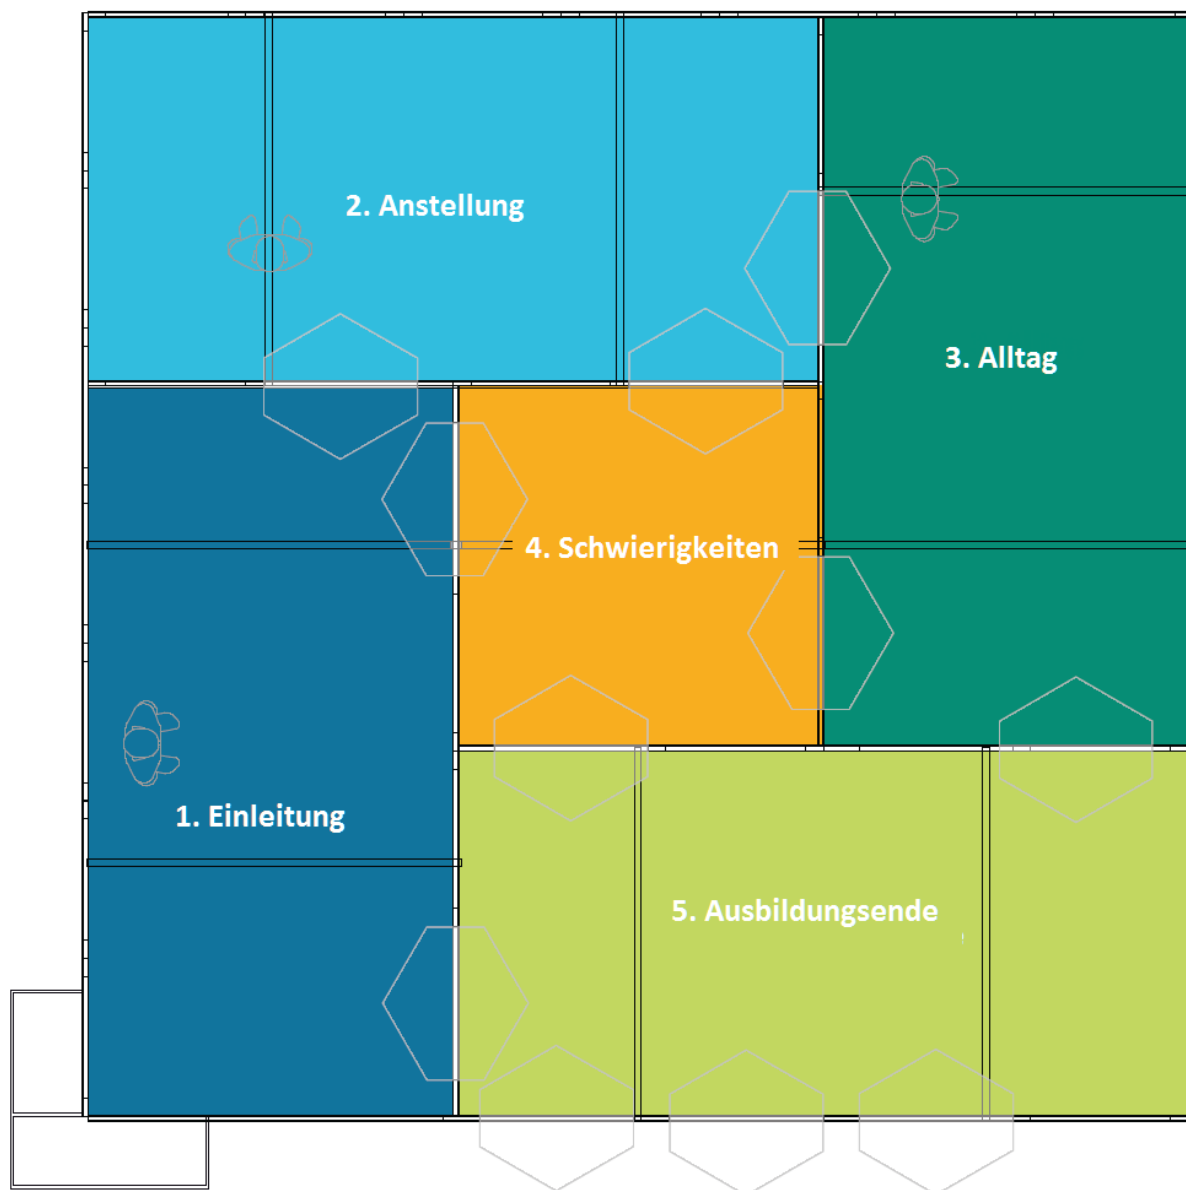 2. Anstellung
3. Alltag
4. Schwierigkeiten
1. Einleitung
5. Ausbildungsende